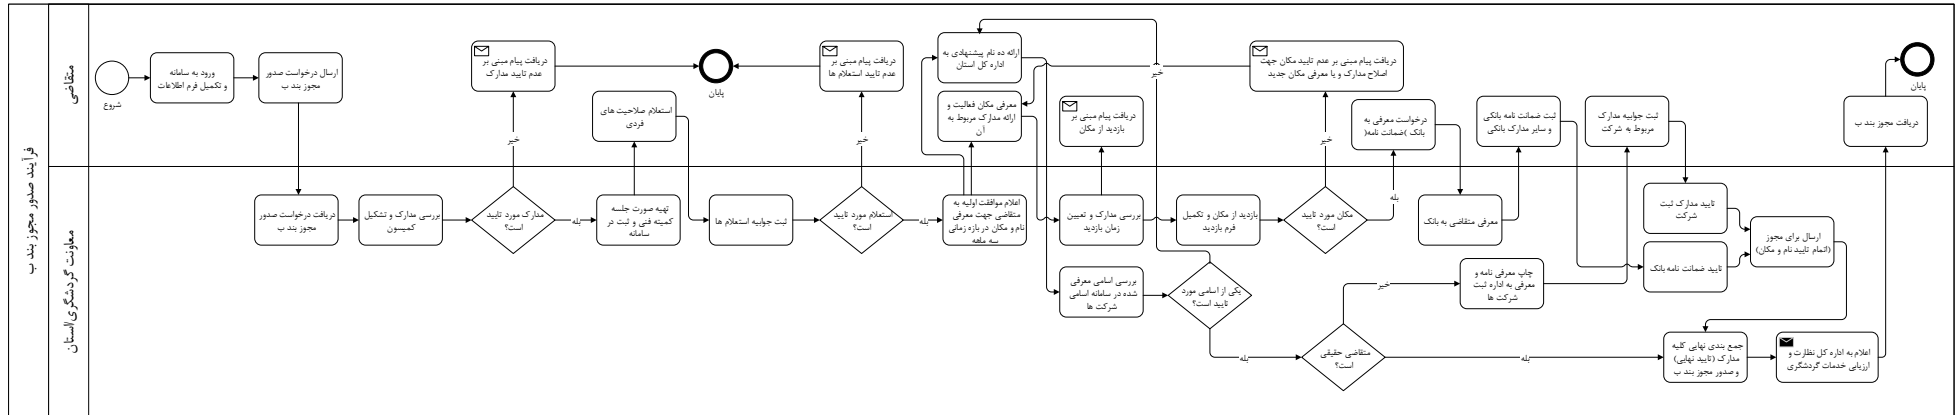 فرآیند صدور مجوز بند ب
متقاضی
معاونت گردشگری استان
شروع
ورود به سامانه
و تکمیل فرم اطلاعات
ارسال درخواست صدور
مجوز بند ب
دریافت پیام مبنی بر
عدم تایید مدارک
پایان
دریافت پیام مبنی بر
عدم تایید استعلام ها
ارائه ده نام پیشنهادی به
اداره کل استان
دریافت پیام مبنی بر عدم تایید مکان جهت
اصلاح مدارک و یا معرفی مکان جدید
پایان
استعلام صلاحیت های
فردی
معرفی مکان فعالیت و
ارائه مدارک مربوط به
آن
دریافت پیام مبنی بر
بازدید از مکان
درخواست معرفی به
بانک )ضمانت نامه(
ثبت ضمانت نامه بانکی
و سایر مدارک بانکی
ثبت جوابیه مدارک
مربوط به شرکت
دریافت مجوز بند ب
خیر
خیر
خیر
خیر
دریافت درخواست صدور
مجوز بند ب
بررسی مدارک و تشکیل
کمیسون
مدارک مورد تایید
است؟
بله
تهیه صورت جلسه
کمیته فنی و ثبت در
سامانه
ثبت جوابیه استعلام ها
استعلام مورد تایید
است؟
بله
اعلام موافقت اولیه به
متقاضی جهت معرفی
نام و مکان در بازه زمانی
سه ماهه
بررسی مدارک و تعیین
زمان بازدید
بازدید از مکان و تکمیل
فرم بازدید
مکان مورد تایید
است؟
بله
معرفی متقاضی به بانک
تایید مدارک ثبت
شرکت
ارسال برای مجوز
(اتمام تایید نام و مکان)
تایید ضمانت نامه بانک
بررسی اسامی معرفی
شده در سامانه اسامی
شرکت ها
یکی از اسامی مورد
تایید است؟
خیر
چاپ معرفی نامه و
معرفی به اداره ثبت
شرکت ها
بله
متقاضی حقیقی
است؟
بله
جمع بندی نهایی کلیه
مدارک (تایید نهایی)
و صدور مجوز بند ب
اعلام به اداره کل نظارت و
ارزیابی خدمات گردشگری